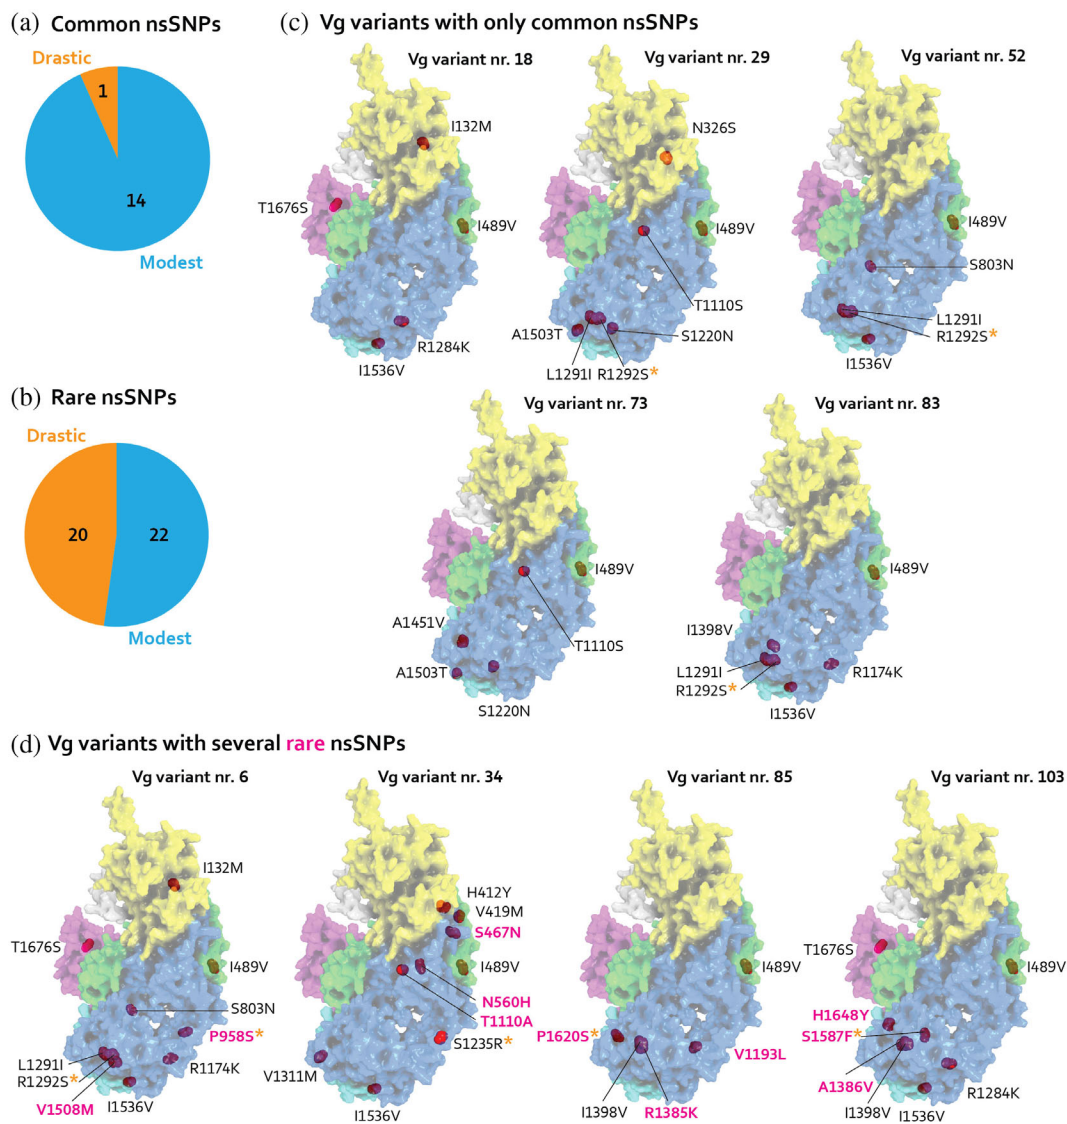 (a) Common nsSNPs
Drastic
1
14
Modest
(b) Rare nsSNPs
Drastic
20
22
Modest
(c) Vg variants with only common nsSNPs
Vg variant nr. 18
I132M
T1676S
I489V
R1284K
I1536V
Vg variant nr. 29
N326S
I489V
T1110S
A1503T
S1220N
L1291I
R1292S*
Vg variant nr. 52
I489V
S803N
L1291I
R1292S*
I1536V
Vg variant nr. 73
I489V
A1451V
T1110S
A1503T
S1220N
Vg variant nr. 83
I489V
I1398V
L1291I
R1174K
R1292S*
I1536V
(d) Vg variants with several rare nsSNPs
Vg variant nr. 6
I132M
T1676S
I489V
S803N
P958S*
L1291I
R1292S*
R1174K
V1508M
I1536V
Vg variant nr. 34
H412Y
V419M
S467N
I489V
N560H
T1110A
S1235R*
V1311M
I1536V
Vg variant nr. 85
I489V
P1620S*
V1193L
I1398V
R1385K
Vg variant nr. 103
T1676S
I489V
H1648Y
S1587F*
A1386V
R1284K
I1398V
I1536V